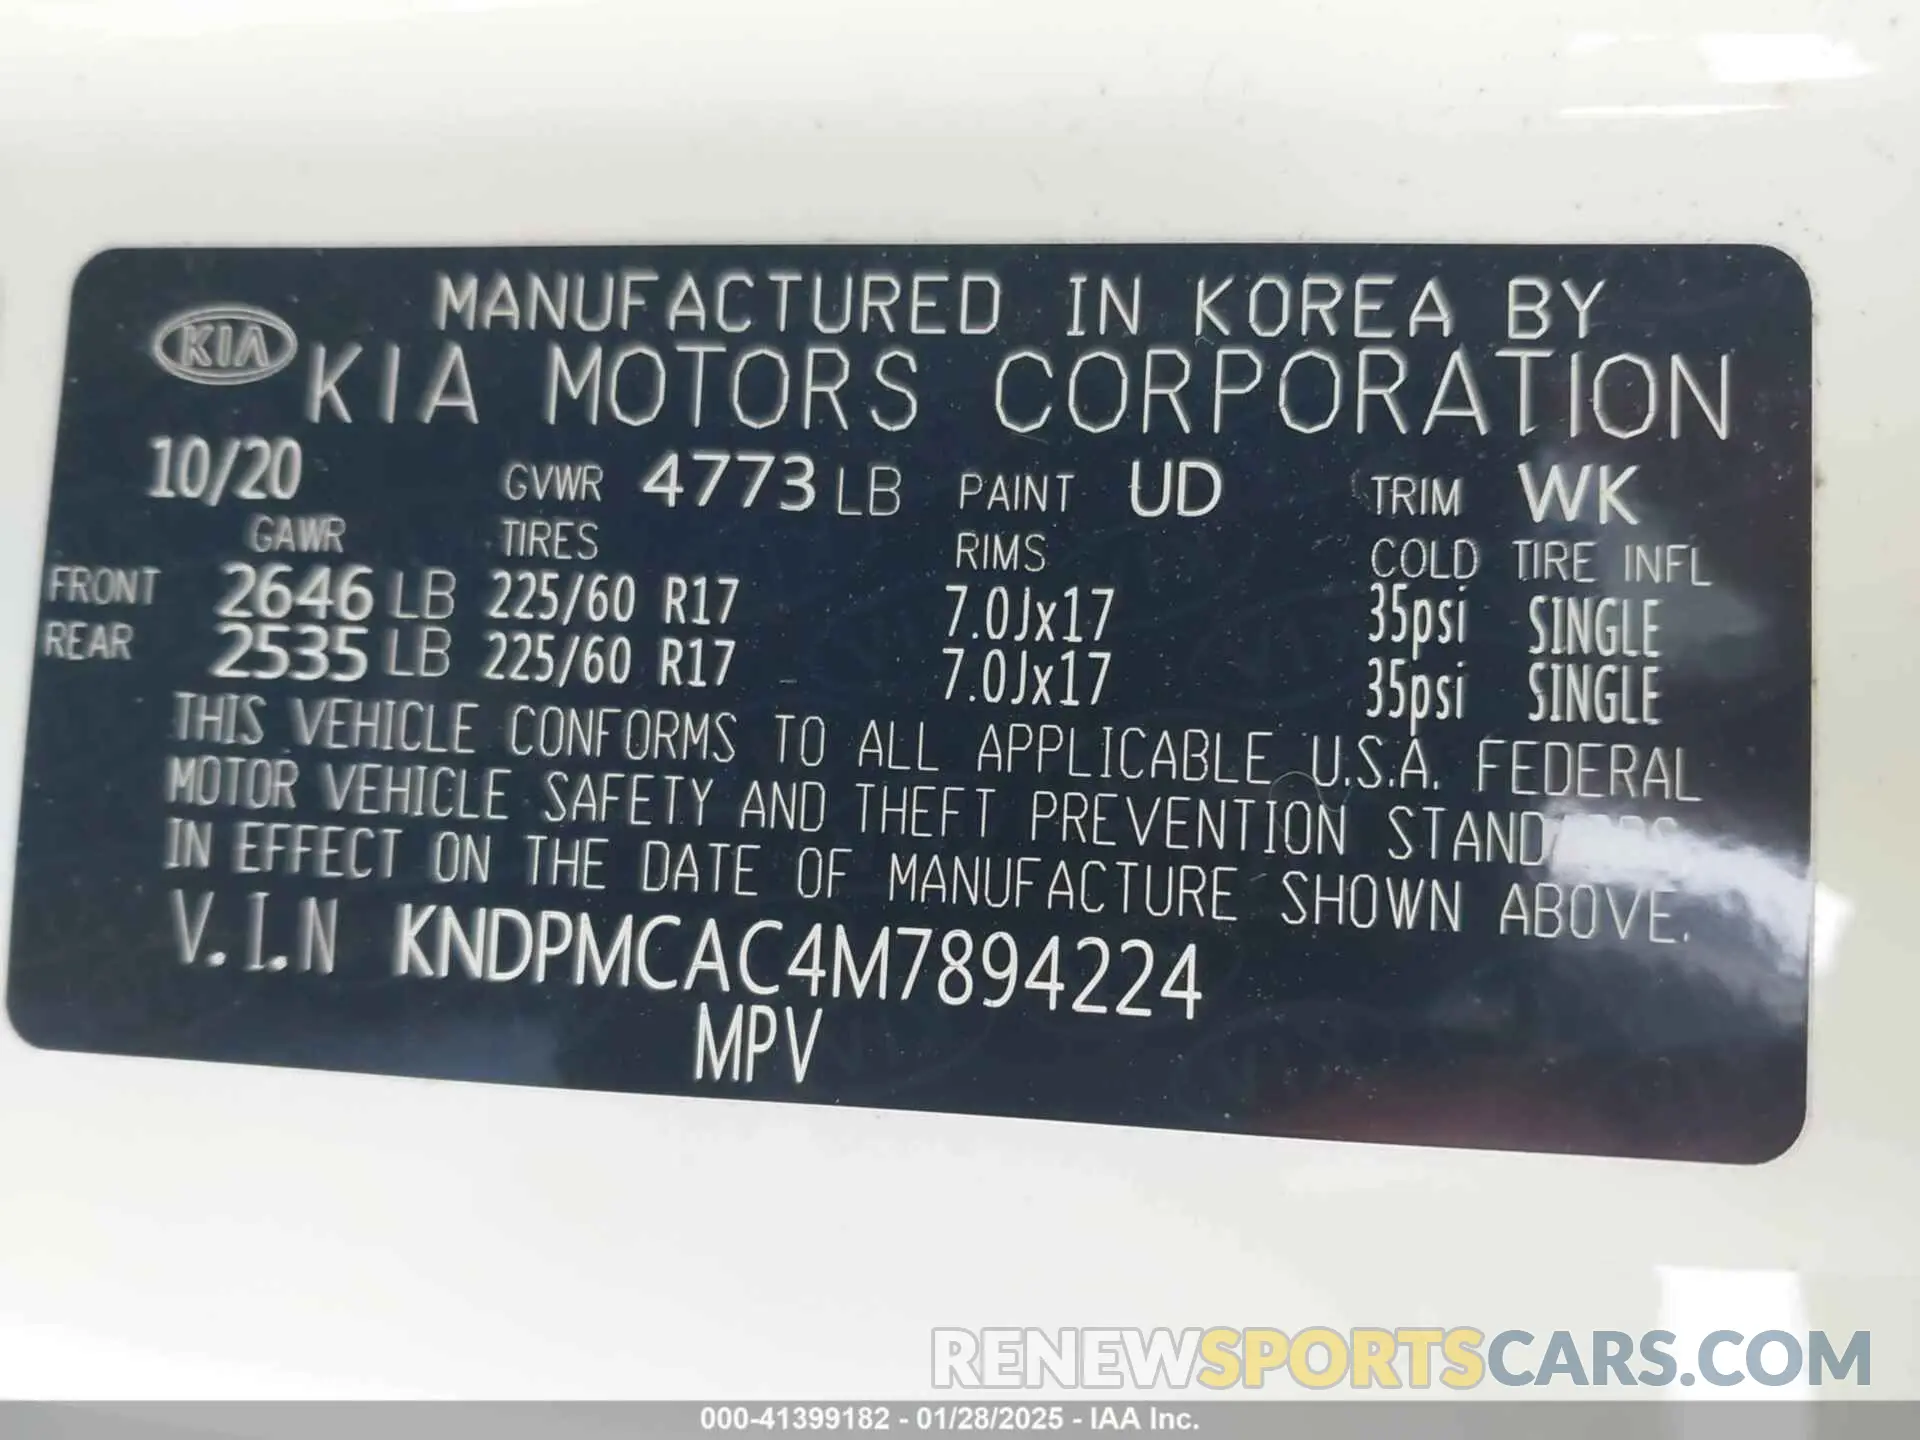 MANUFACTURED IN KOREA BY
KIA KIA MOTORS CORPORATION
10/20 GVWR 4773 LB PAINT UD TRIM WK
GAWR TIRES RIMS COLD TIRE INFL
FRONT 2646 LB 225/60 R17 7.0Jx17 35psi SINGLE
REAR 2535 LB 225/60 R17 7.0Jx17 35psi SINGLE
THIS VEHICLE CONFORMS TO ALL APPLICABLE U.S.A. FEDERAL
MOTOR VEHICLE SAFETY AND THEFT PREVENTION STANDARDS
IN EFFECT ON THE DATE OF MANUFACTURE SHOWN ABOVE.
V.I.N KNDPMCAC4M7894224
MPV
RENEWSPORTSCARS.COM
000-41399182 - 01/28/2025 - IAA Inc.